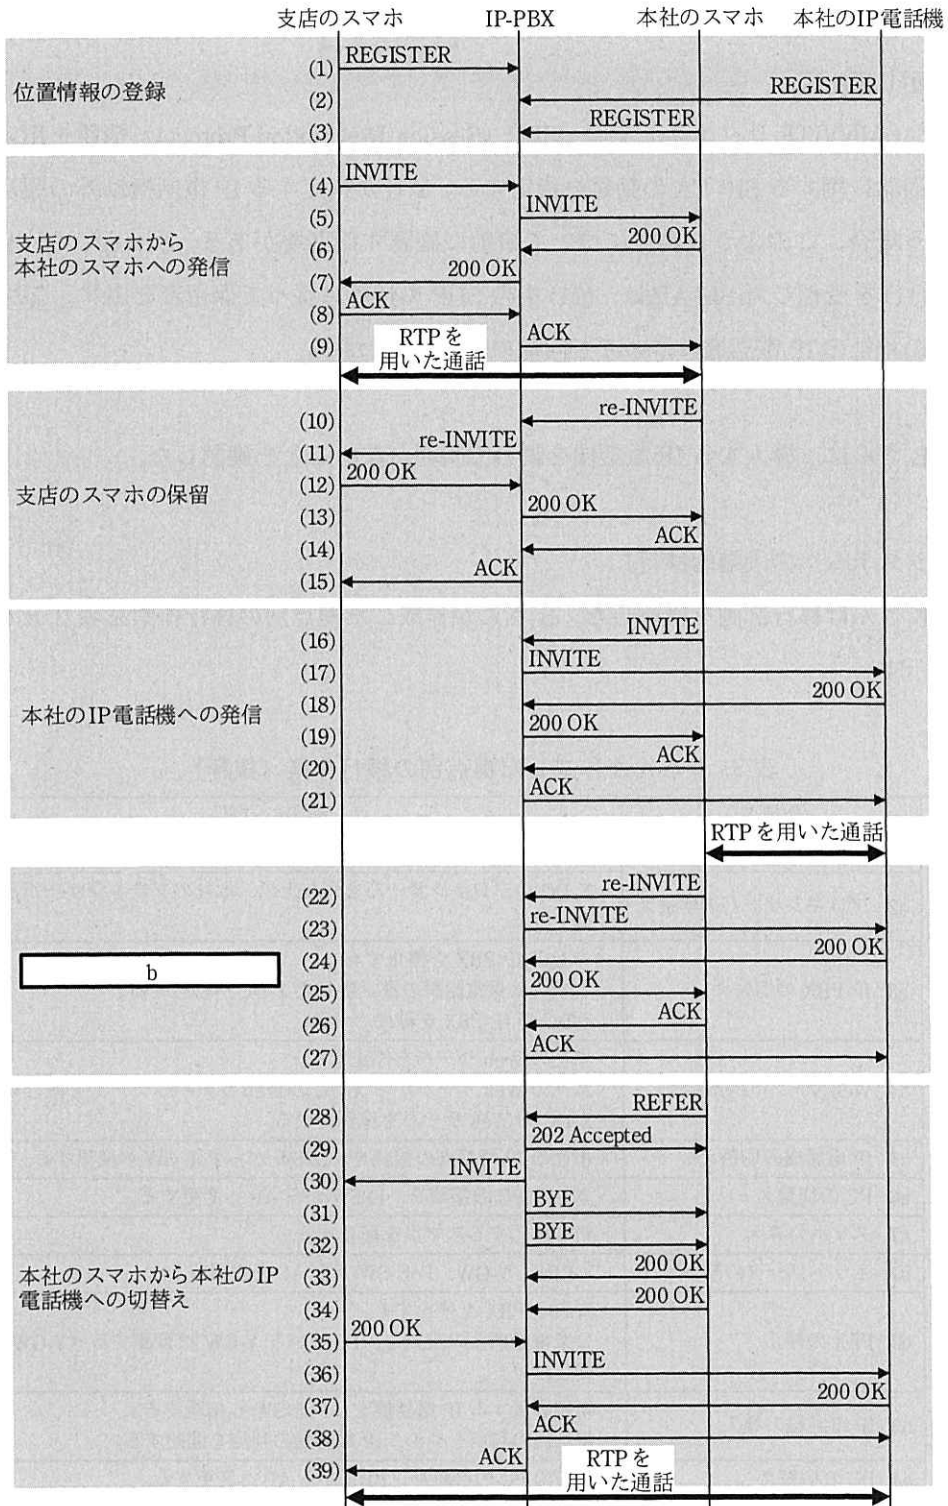 支店のスマホ IP-PBX 本社のスマホ 本社のIP電話機
位置情報の登録
(1) REGISTER
(2) REGISTER
(3) REGISTER
支店のスマホから
本社のスマホへの発信
(4) INVITE
(5) INVITE
(6) 200 OK
(7) 200 OK
(8) ACK
(9) ACK
RTPを
用いた通話
支店のスマホの保留
(10) re-INVITE
(11) re-INVITE
(12) 200 OK
(13) 200 OK
(14) ACK
(15) ACK
本社のIP電話機への発信
(16) INVITE
(17) INVITE
(18) 200 OK
(19) 200 OK
(20) ACK
(21) ACK
RTPを用いた通話
b
(22) re-INVITE
(23) re-INVITE
(24) 200 OK
(25) 200 OK
(26) ACK
(27) ACK
本社のスマホから本社のIP
電話機への切替え
(28) REFER
(29) 202 Accepted
(30) INVITE
(31) BYE
(32) BYE
(33) 200 OK
(34) 200 OK
(35) 200 OK
(36) INVITE
(37) 200 OK
(38) ACK
(39) ACK
RTPを
用いた通話